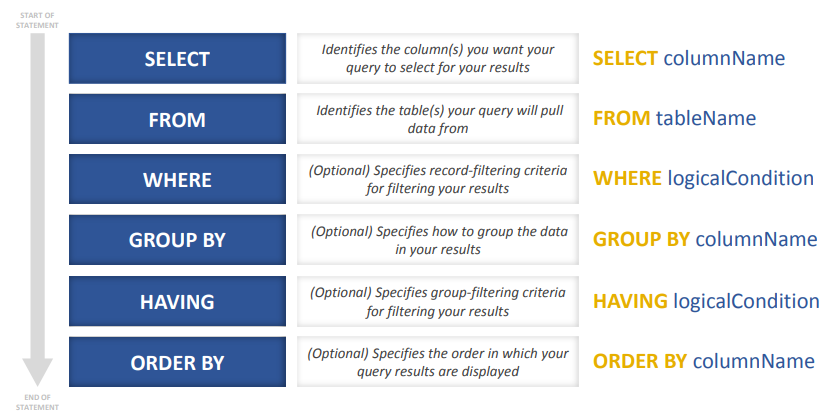 START OF
STATEMENT
SELECT
Identifies the column(s) you want your
query to select for your results
SELECT columnName
FROM
Identifies the table(s) your query will pull
data from
FROM tableName
WHERE
(Optional) Specifies record-filtering criteria
for filtering your results
WHERE logicalCondition
GROUP BY
(Optional) Specifies how to group the data
in your results
GROUP BY columnName
HAVING
(Optional) Specifies group-filtering criteria
for filtering your results
HAVING logicalCondition
ORDER BY
(Optional) Specifies the order in which your
query results are displayed
ORDER BY columnName
END OF
STATEMENT